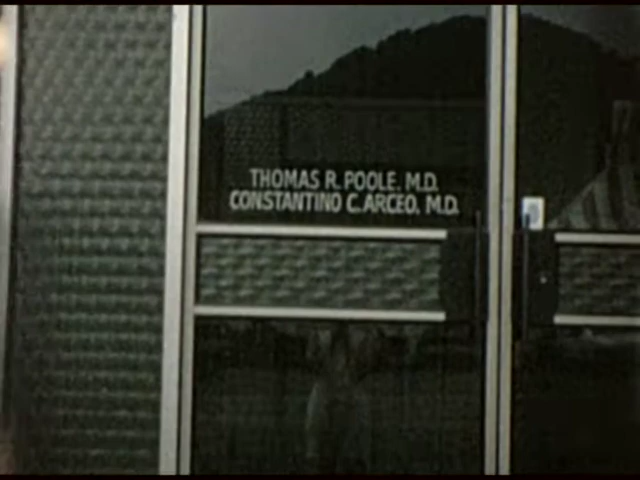 THOMAS R. POOLE, M.D.
CONSTANTINO C. ARCEO, M.D.